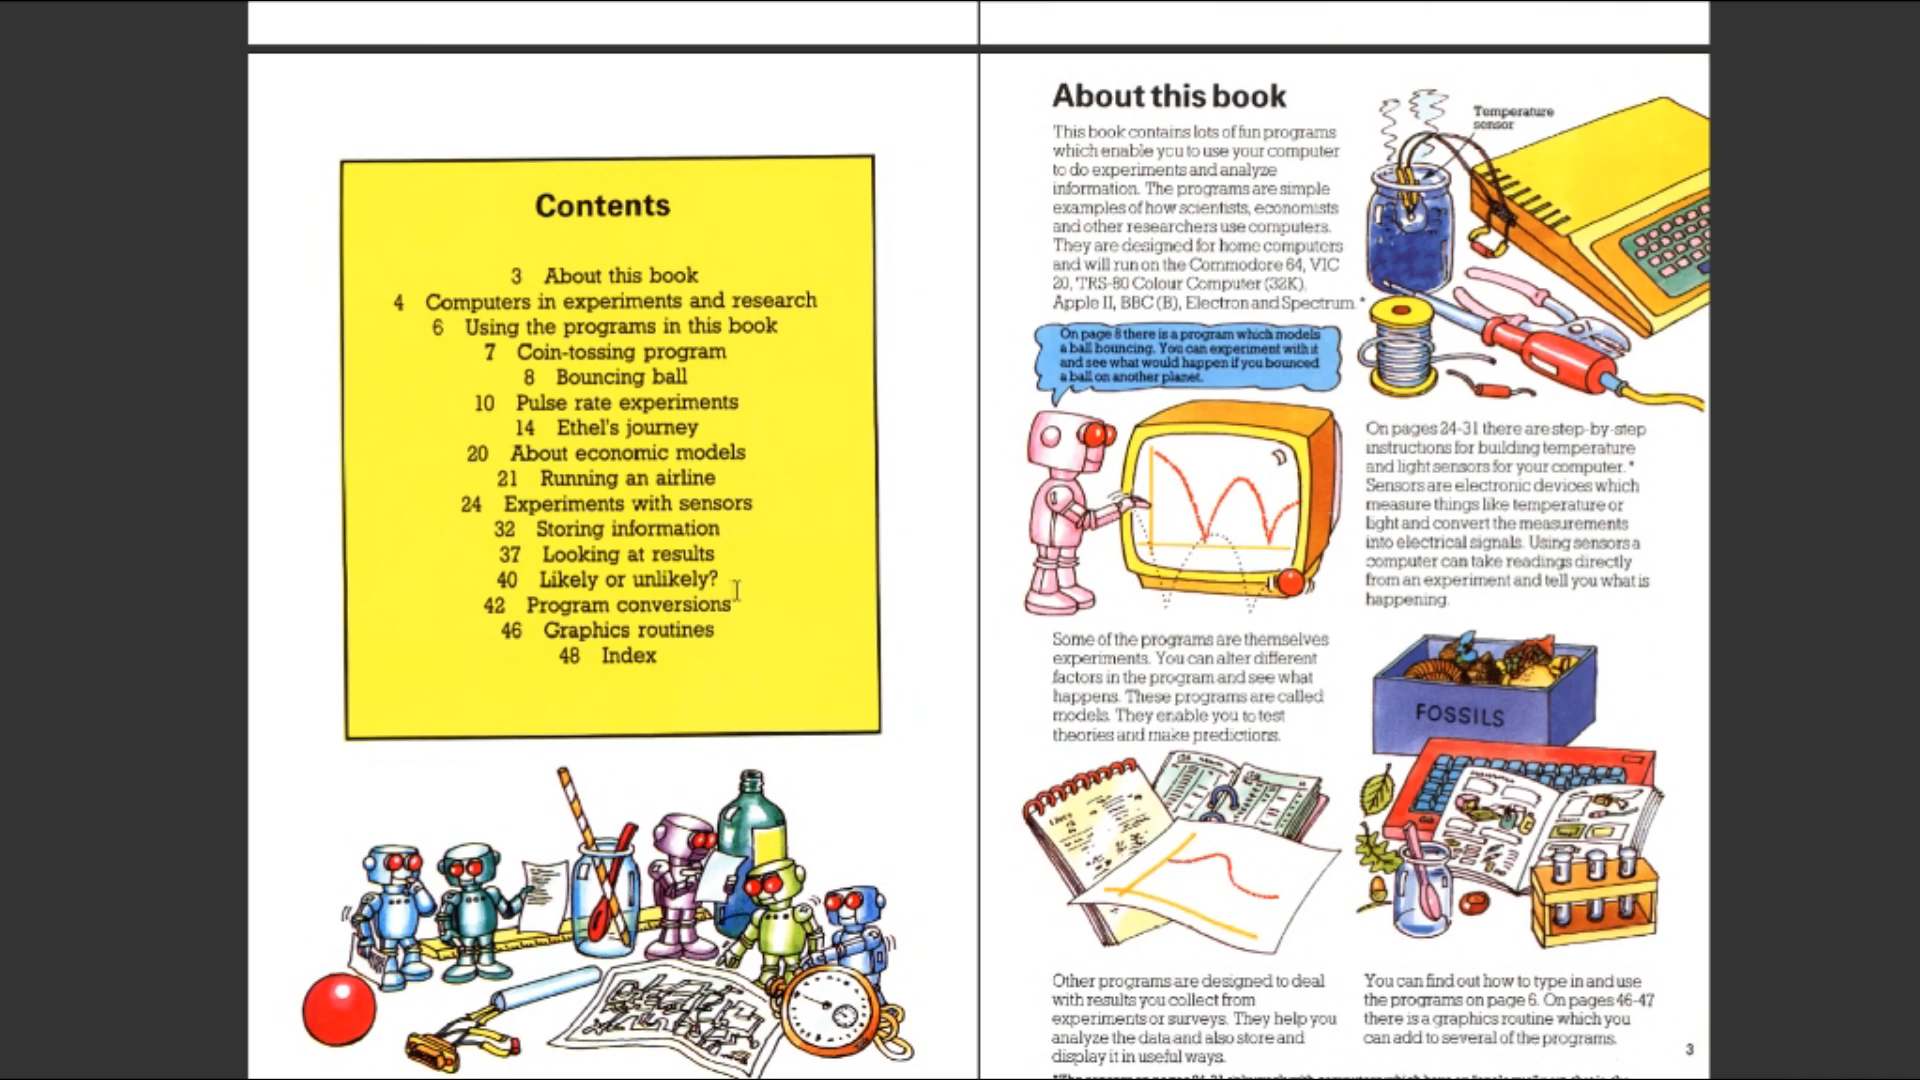 Contents
3 About this book
4 Computers in experiments and research
6 Using the programs in this book
7 Coin-tossing program
8 Bouncing ball
10 Pulse rate experiments
14 Ethel's journey
20 About economic models
21 Running an airline
24 Experiments with sensors
32 Storing information
37 Looking at results
40 Likely or unlikely?
42 Program conversions
46 Graphics routines
48 Index
About this book
This book contains lots of fun programs
which enable you to use your computer
to do experiments and analyze
information. The programs are simple
examples of how scientists, economists
and other researchers use computers.
They are designed for home computers
and will run on the Commodore 64, VIC
20, TRS-80 Colour Computer (32K),
Apple II, BBC (B), Electron and Spectrum.*
On page 8 there is a program which models
a ball bouncing. You can experiment with it
and see what would happen if you bounced
a ball on another planet.
Some of the programs are themselves
experiments. You can alter different
factors in the program and see what
happens. These programs are called
models. They enable you to test
theories and make predictions.
Other programs are designed to deal
with results you collect from
experiments or surveys. They help you
analyze the data and also store and
display it in useful ways.
Temperature
sensor
On pages 24-31 there are step-by-step
instructions for building temperature
and light sensors for your computer.*
Sensors are electronic devices which
measure things like temperature or
light and convert the measurements
into electrical signals. Using sensors a
computer can take readings directly
from an experiment and tell you what is
happening.
FOSSILS
You can find out how to type in and use
the programs on page 6. On pages 46-47
there is a graphics routine which you
can add to several of the programs.
3